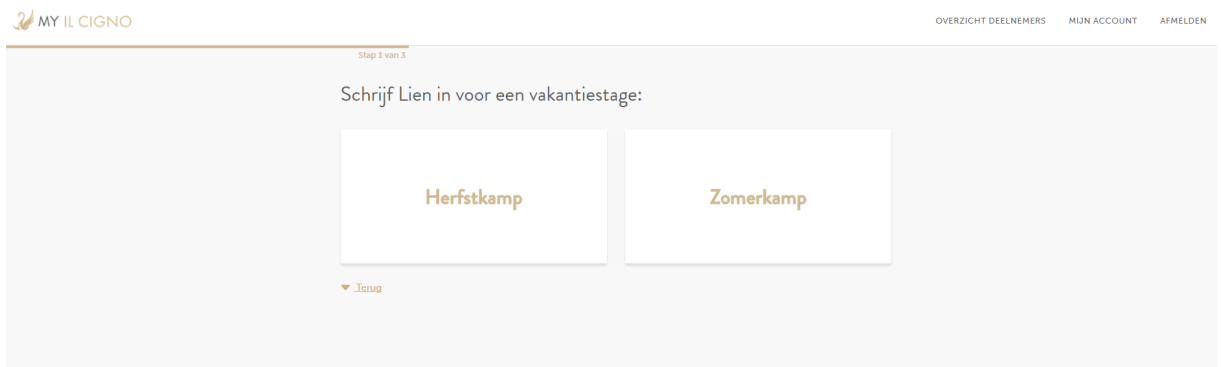 MY IL CIGNO
OVERZICHT DEELNEMERS MIJN ACCOUNT AFMELDEN
Stap 1 van 3
Schrijf Lien in voor een vakantiestage:
Herfstkamp
Zomerkamp
Terug